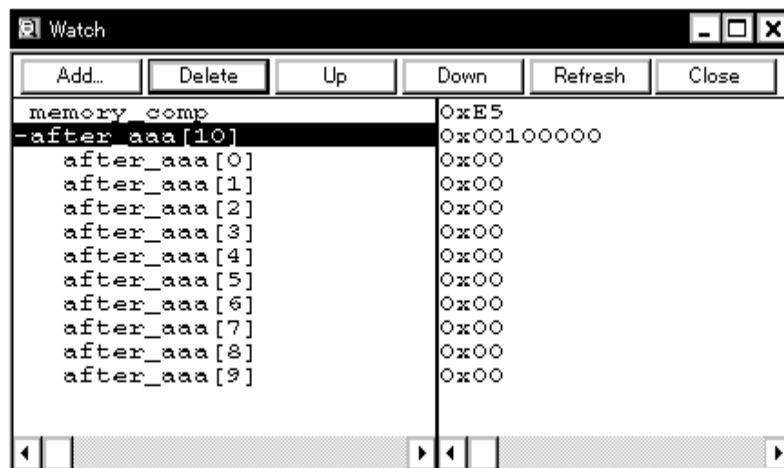 Watch
Add... Delete Up Down Refresh Close
memory_comp 0xE5
-after_aaa[10] 0x00100000
after_aaa[0] 0x00
after_aaa[1] 0x00
after_aaa[2] 0x00
after_aaa[3] 0x00
after_aaa[4] 0x00
after_aaa[5] 0x00
after_aaa[6] 0x00
after_aaa[7] 0x00
after_aaa[8] 0x00
after_aaa[9] 0x00